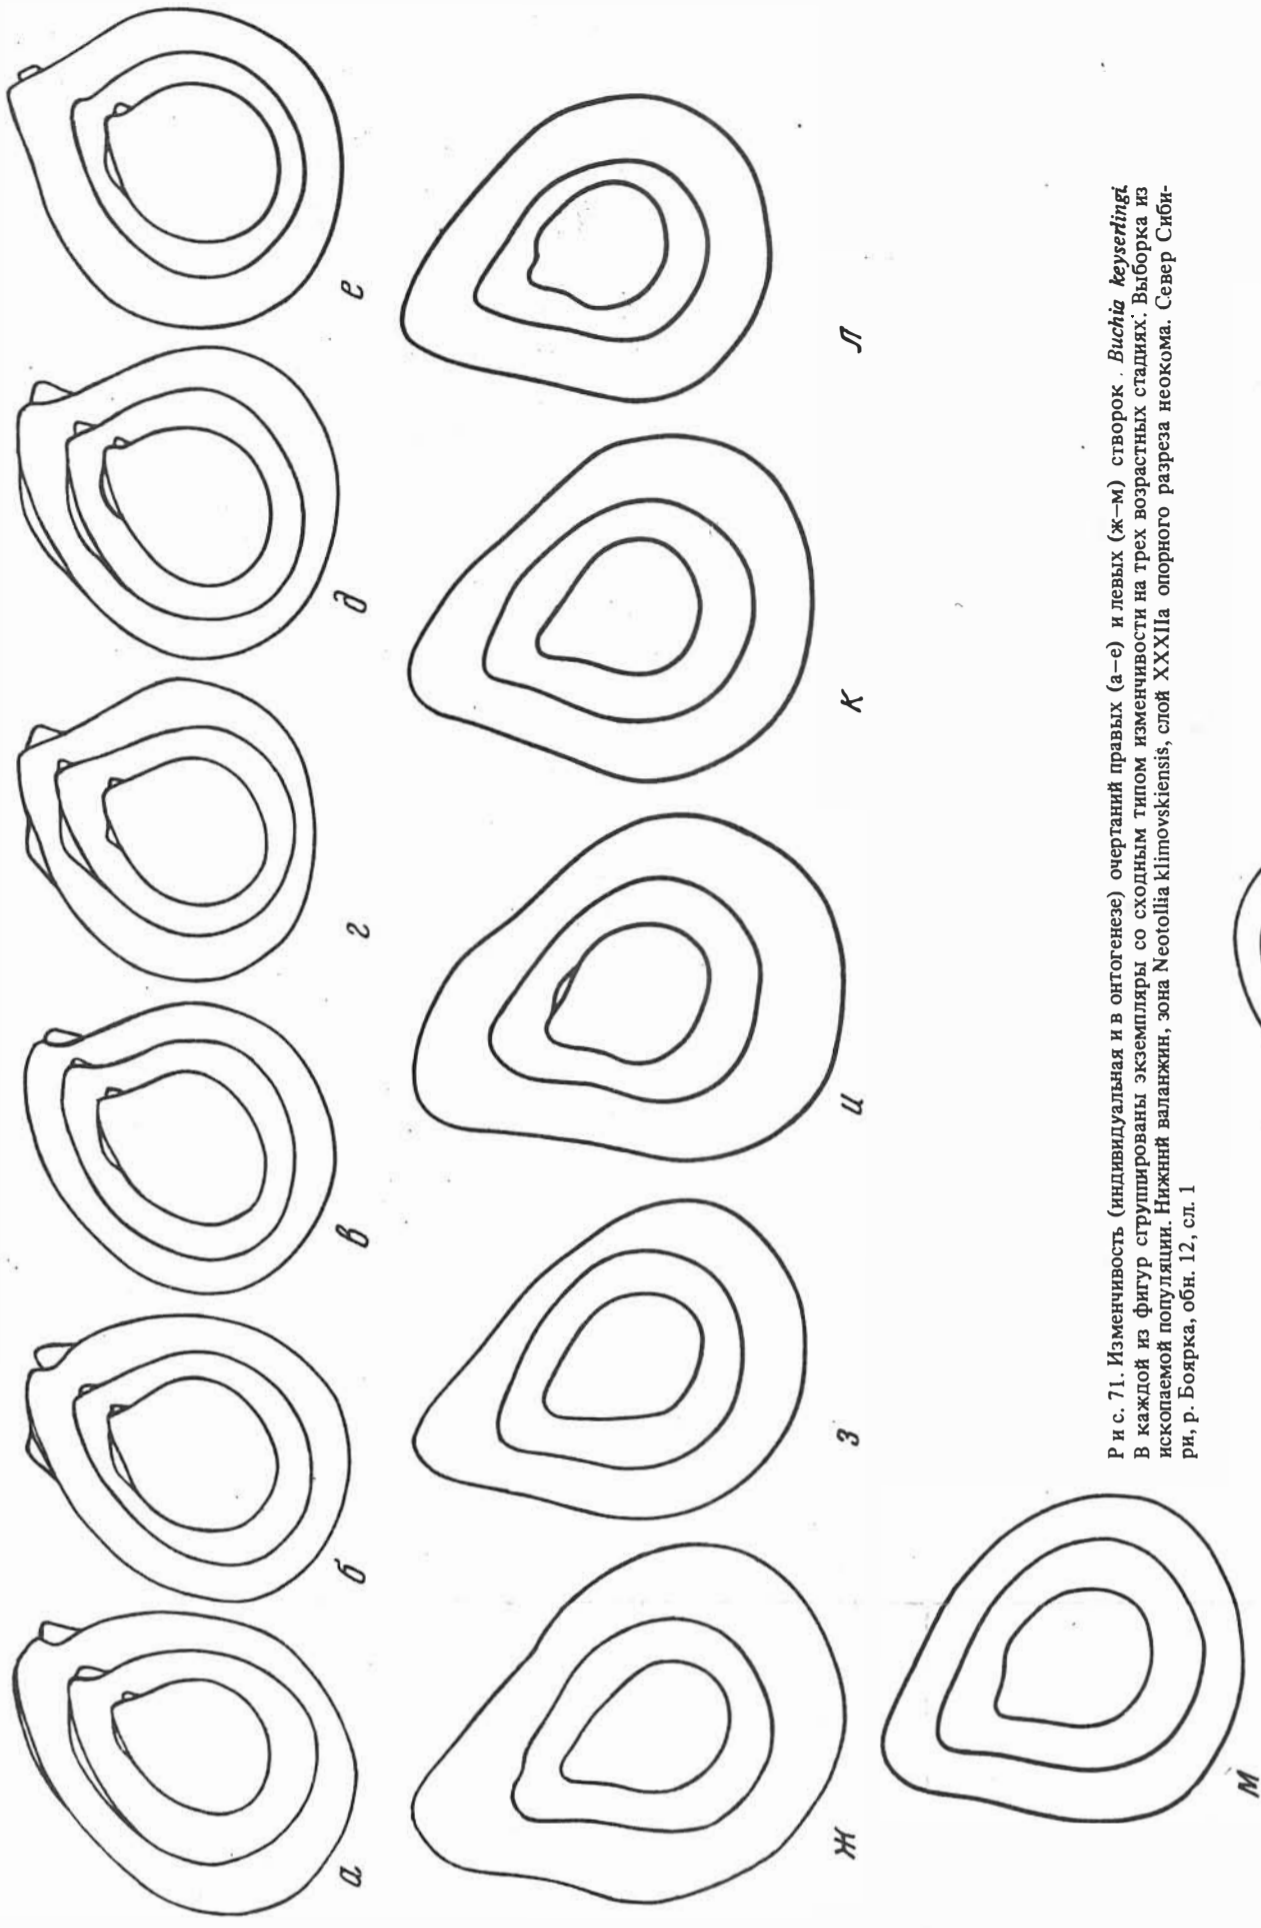 а
б
в
г
д
е
ж
з
и
к
л
м
Рис. 71. Изменчивость (индивидуальная и в онтогенезе) очертаний правых (а—е) и левых (ж—м) створок . Buchia keyserlingi.
В каждой из фигур сгруппированы экземпляры со сходным типом изменчивости на трех возрастных стадиях. Выборка из
ископаемой популяции. Нижний валанжин, зона Neotollia klimovskiensis, слой XXXIIа опорного разреза неокома. Север Сиби-
ри, р. Боярка, обн. 12, сл. 1